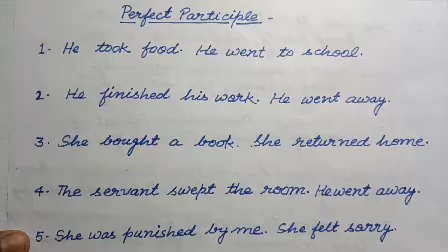 Perfect Participle -
1. He took food. He went to school.
2. He finished his work. He went away.
3. She bought a book. She returned home.
4. The servant swept the room. He went away.
5. She was punished by me. She felt sorry.